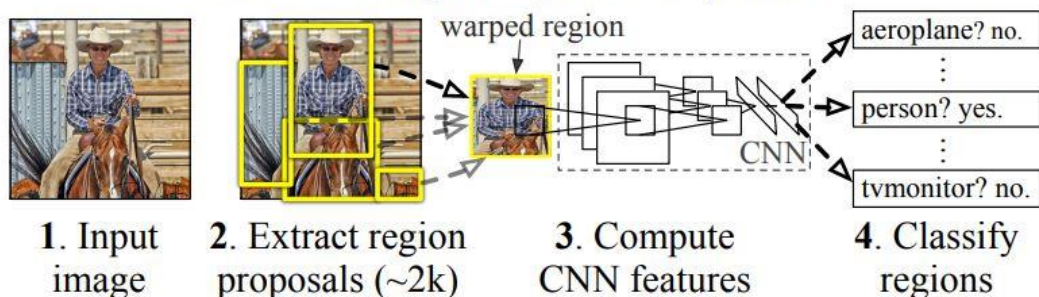 warped region
aeroplane? no.
⋮
person? yes.
⋮
tvmonitor? no.
CNN
1. Input
image
2. Extract region
proposals (~2k)
3. Compute
CNN features
4. Classify
regions